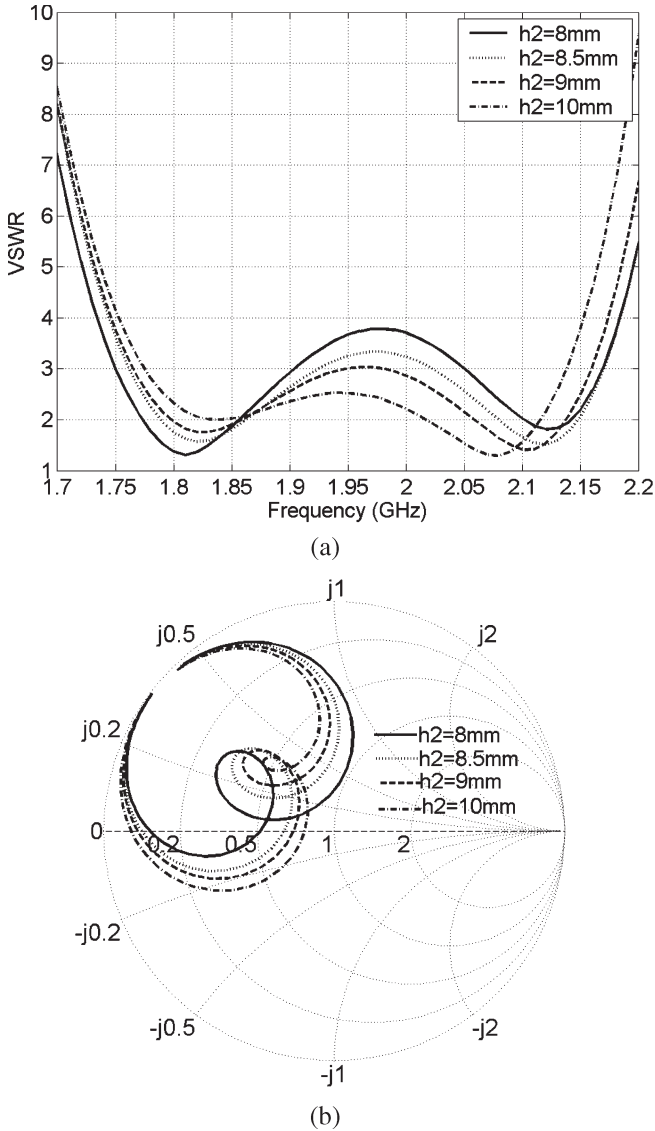 (a)
10
9
8
7
6
5
4
3
2
1
VSWR
h2=8mm
h2=8.5mm
h2=9mm
h2=10mm
1.7 1.75 1.8 1.85 1.9 1.95 2 2.05 2.1 2.15 2.2
Frequency (GHz)
(a)
j1
j0.5 j2
j0.2
h2=8mm
h2=8.5mm
h2=9mm
h2=10mm
0 0.2 0.5 1 2
-j0.2
-j0.5 -j2
-j1
(b)